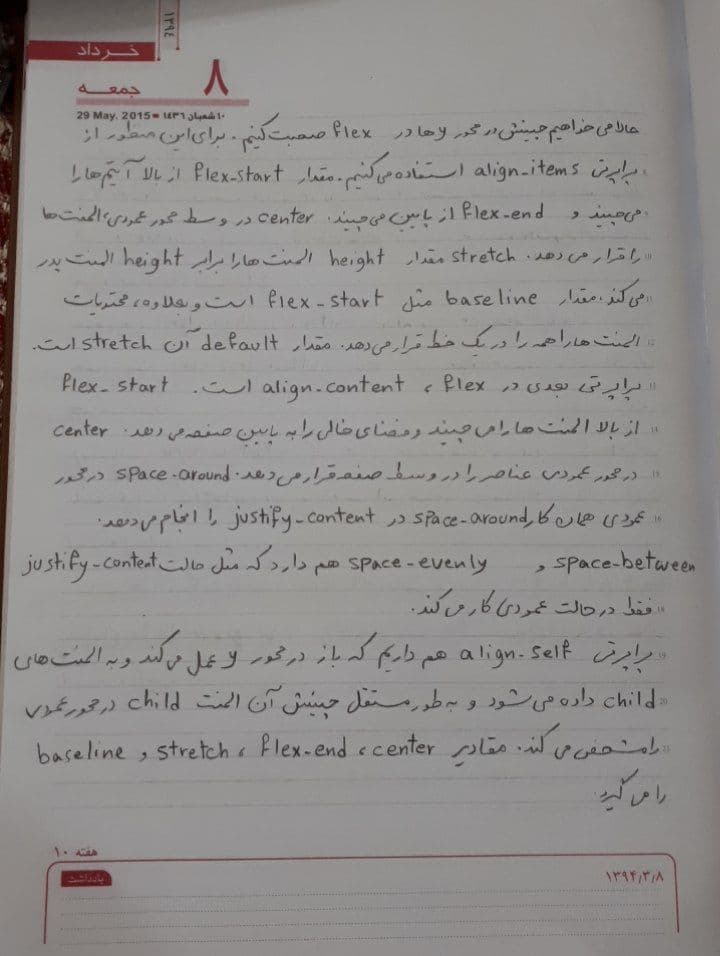 ۱۳۹٤
خرداد
۸
جمعه
29 May. 2015 ▪ ۱۰شعبان ۱٤۳٦
حالا می خواهیم چینش در محور yها در flex صحبت کنیم. برای این منظور از
پراپرتی align-items استفاده می کنیم. مقدار flex-start از بالا آیتم ها را
می چیند و flex-end از پایین می چیند. center در وسط محور عمودی، المنت ها
را قرار می دهد. stretch مقدار height المنت ها را برابر height المنت پدر
می کند. مقدار baseline مثل flex-start است و بعلاوه، محتویات
المنت ها را همه را در یک خط قرار می دهد. مقدار default آن stretch است.
پراپرتی بعدی در flex ، align-content است. flex-start
از بالا المنت ها را می چیند و فضای خالی را به پایین صفحه می دهد. center
در محور عمودی عناصر را در وسط صفحه قرار می دهد. space-around در محور
عمودی همان کار space-around در justify-content را انجام می دهد.
space-between و space-evenly هم دارد که مثل حالت justify-content
فقط در حالت عمودی کار می کند.
پراپرتی align-self هم داریم که باز در محور y عمل می کند و به المنت های
child داده می شود و به طور مستقل چینش آن المنت child در محور عمودی
را مشخص می کند. مقادیر center ، flex-end ، stretch و baseline
را می گیرد.
هفته ۱۰
یادداشت
۱۳۹۴٫۳٫۸